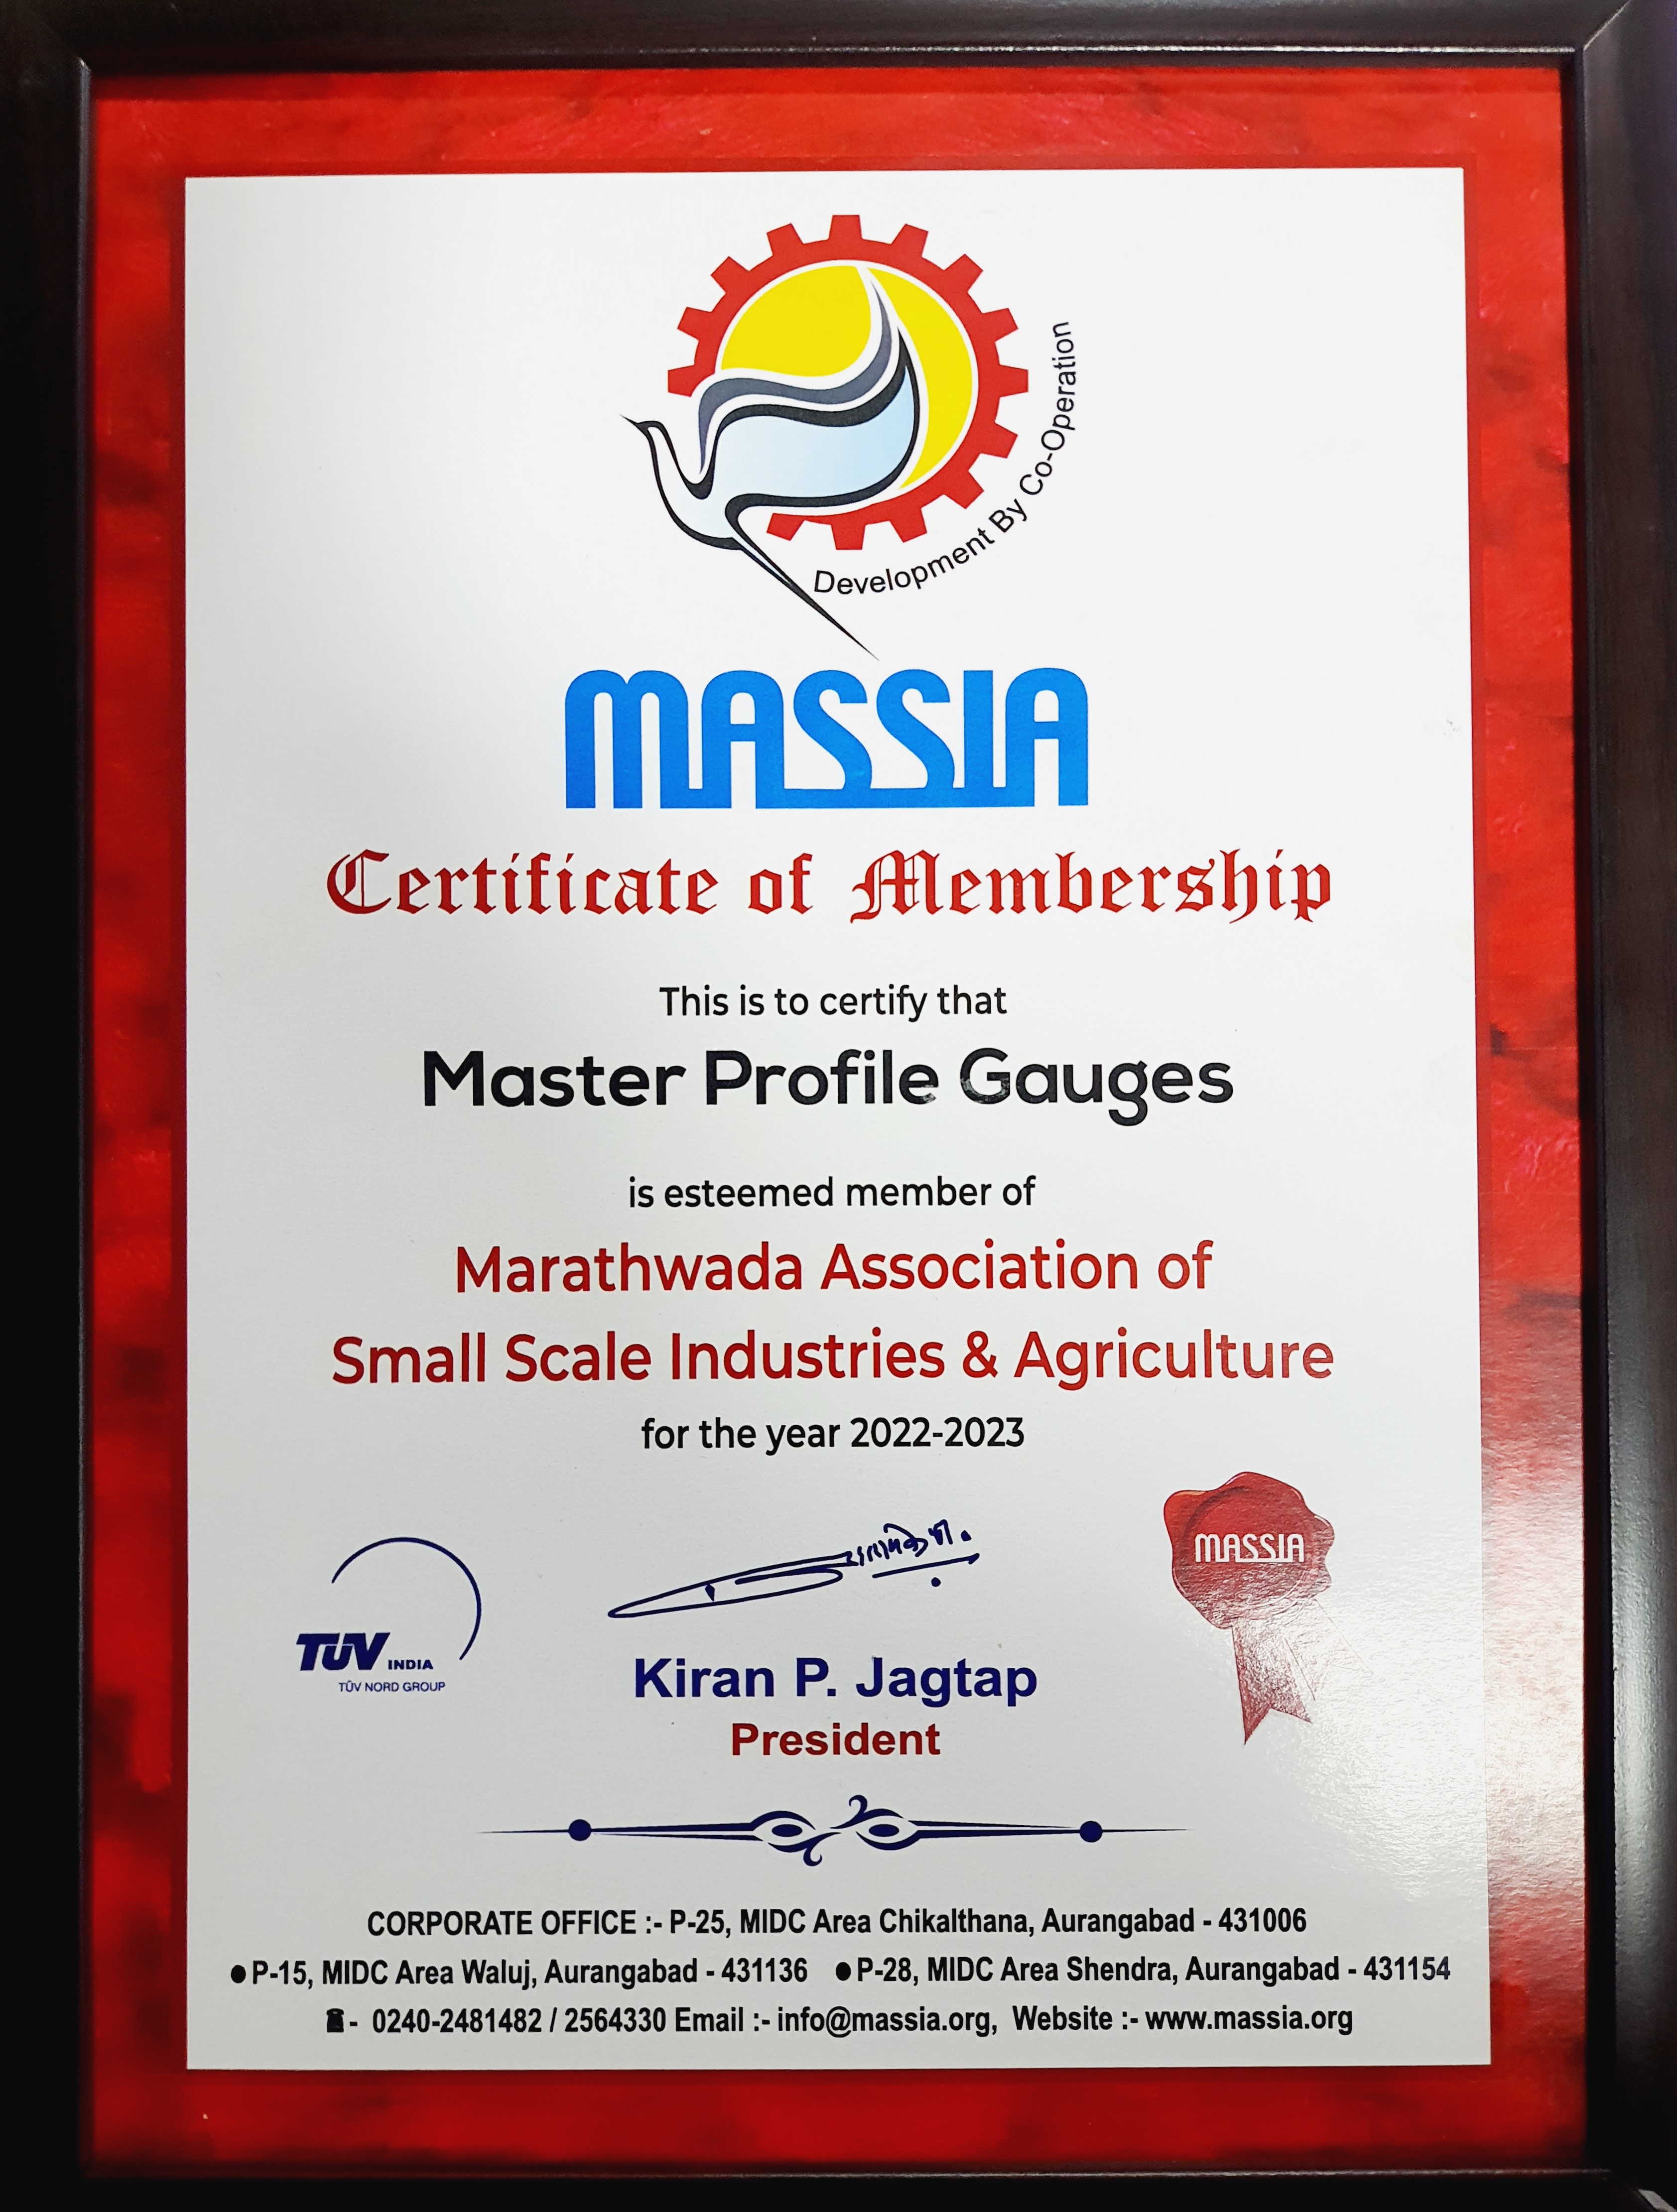 Development By Co-Operation
MASSIA
Certificate of Membership
This is to certify that
Master Profile Gauges
is esteemed member of
Marathwada Association of
Small Scale Industries & Agriculture
for the year 2022-2023
MASSIA
TÜV INDIA
TÜV NORD GROUP
Kiran P. Jagtap
President
CORPORATE OFFICE :- P-25, MIDC Area Chikalthana, Aurangabad - 431006
● P-15, MIDC Area Waluj, Aurangabad - 431136 ● P-28, MIDC Area Shendra, Aurangabad - 431154
☎- 0240-2481482 / 2564330 Email :- info@massia.org, Website :- www.massia.org